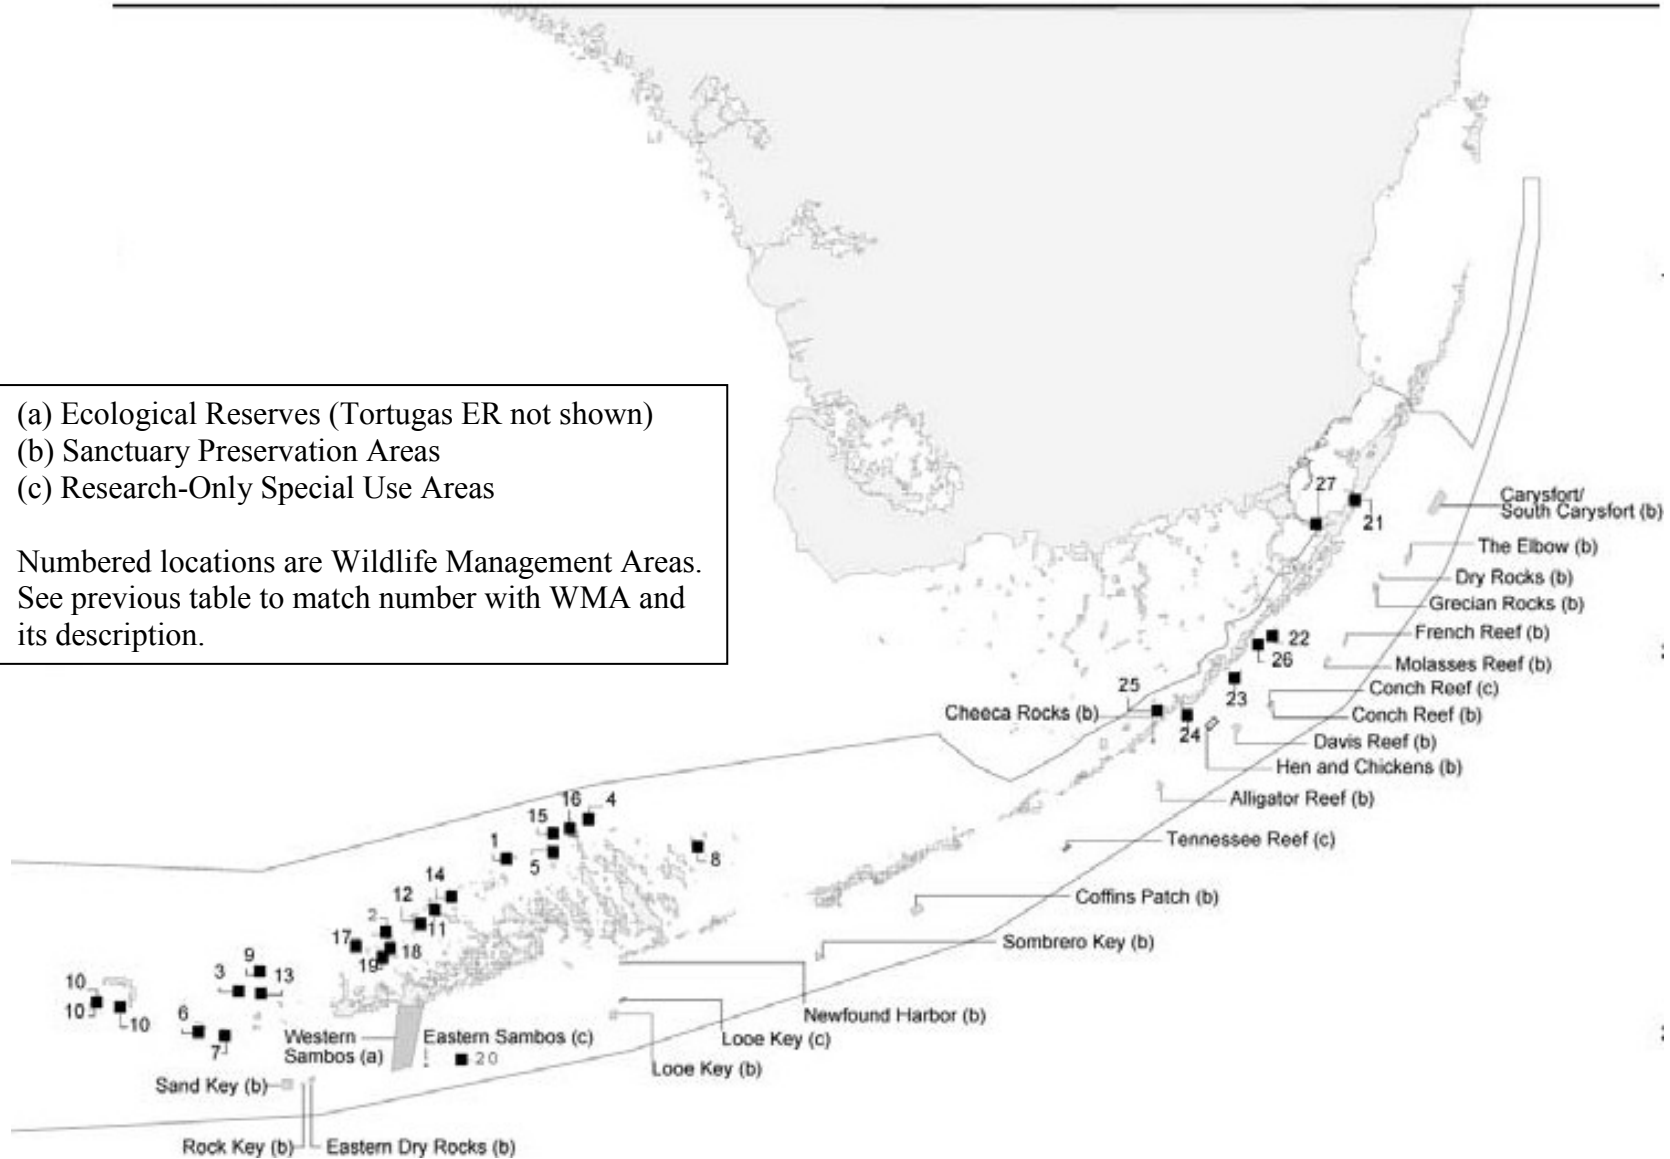 (a) Ecological Reserves (Tortugas ER not shown)
(b) Sanctuary Preservation Areas
(c) Research-Only Special Use Areas
Numbered locations are Wildlife Management Areas.
See previous table to match number with WMA and
its description.
27
21
Carysfort/
South Carysfort (b)
The Elbow (b)
Dry Rocks (b)
Grecian Rocks (b)
22
French Reef (b)
26
Molasses Reef (b)
25
23
Conch Reef (c)
Cheeca Rocks (b)
Conch Reef (b)
24
Davis Reef (b)
Hen and Chickens (b)
Alligator Reef (b)
16
4
15
Tennessee Reef (c)
1
5
8
14
12
Coffins Patch (b)
2
11
17
18
Sombrero Key (b)
19
9
3
13
10
10
10
6
7
Newfound Harbor (b)
Western
Sambos (a)
Eastern Sambos (c)
Looe Key (c)
20
Looe Key (b)
Sand Key (b)
Rock Key (b)
Eastern Dry Rocks (b)